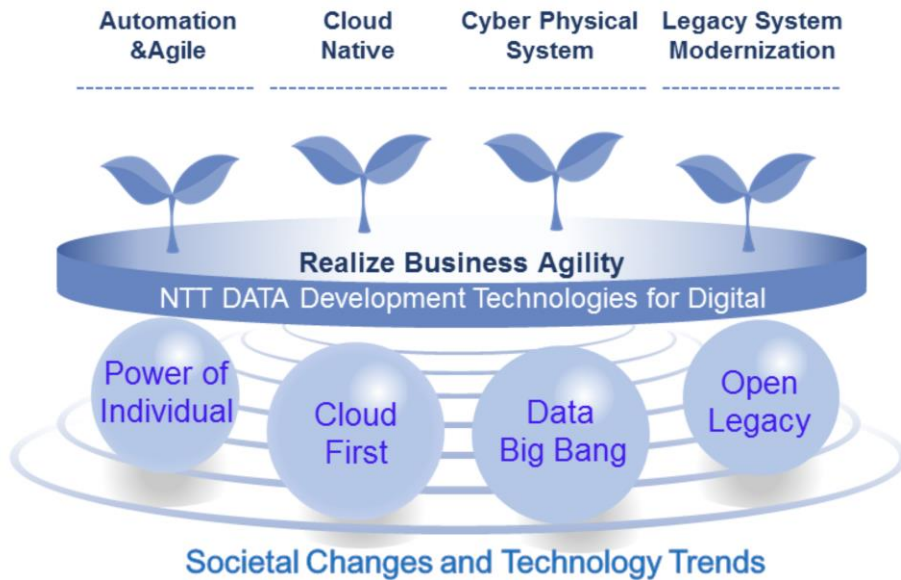 Automation
&Agile
Cloud
Native
Cyber Physical
System
Legacy System
Modernization
Realize Business Agility
NTT DATA Development Technologies for Digital
Power of
Individual
Cloud
First
Data
Big Bang
Open
Legacy
Societal Changes and Technology Trends